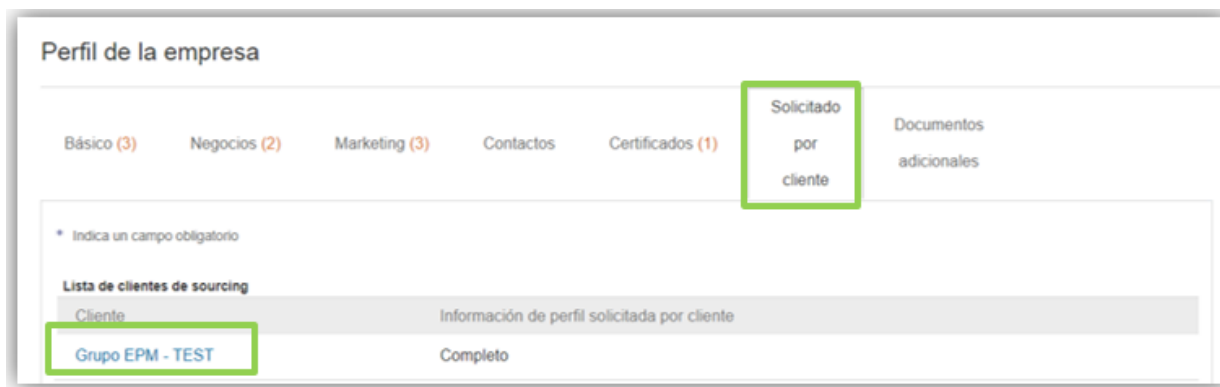 Perfil de la empresa
Básico (3) Negocios (2) Marketing (3) Contactos Certificados (1) Solicitado por cliente Documentos adicionales
* Indica un campo obligatorio
Lista de clientes de sourcing
Cliente Información de perfil solicitada por cliente
Grupo EPM - TEST Completo